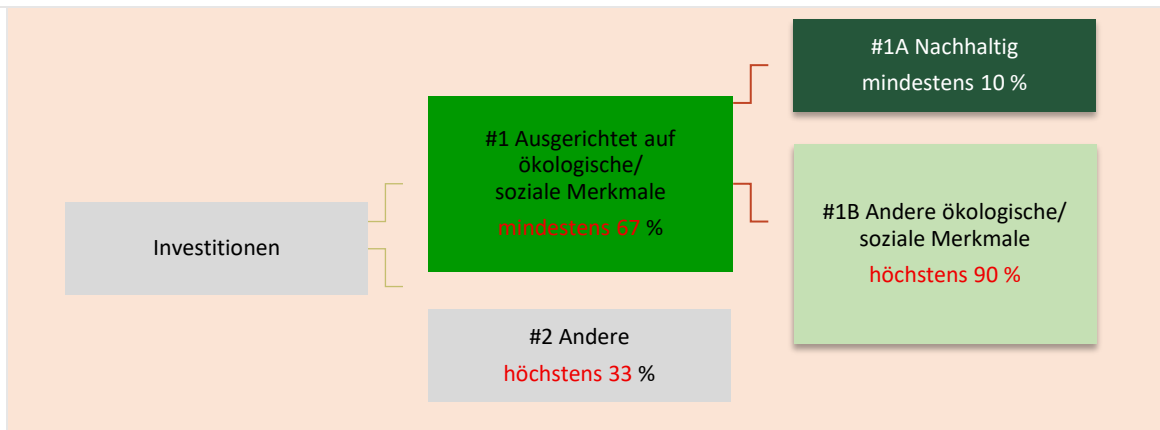 Investitionen
#1 Ausgerichtet auf
ökologische/
soziale Merkmale
mindestens 67 %
#2 Andere
höchstens 33 %
#1A Nachhaltig
mindestens 10 %
#1B Andere ökologische/
soziale Merkmale
höchstens 90 %